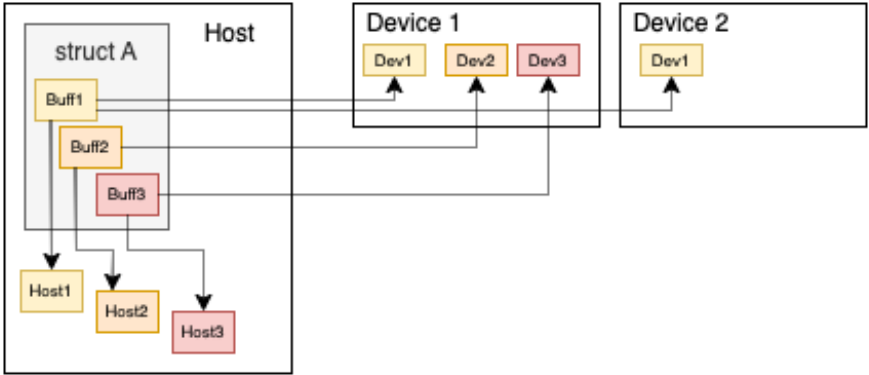 Host
struct A
Buff1
Buff2
Buff3
Host1
Host2
Host3
Device 1
Dev1
Dev2
Dev3
Device 2
Dev1